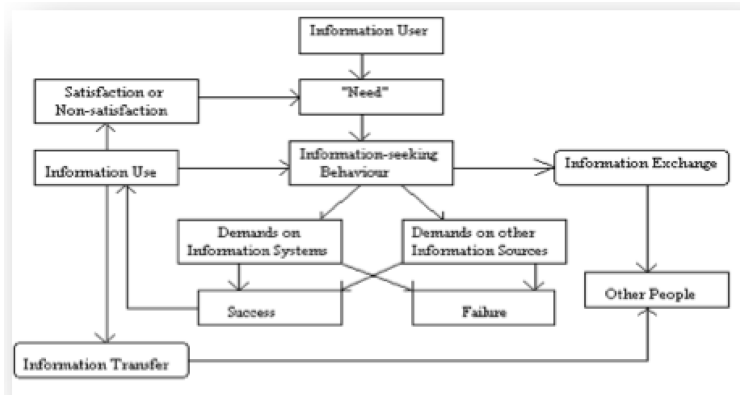 Information User
Satisfaction or
Non-satisfaction
"Need"
Information Use
Information-seeking
Behaviour
Information Exchange
Demands on
Information Systems
Demands on other
Information Sources
Other People
Success
Failure
Information Transfer